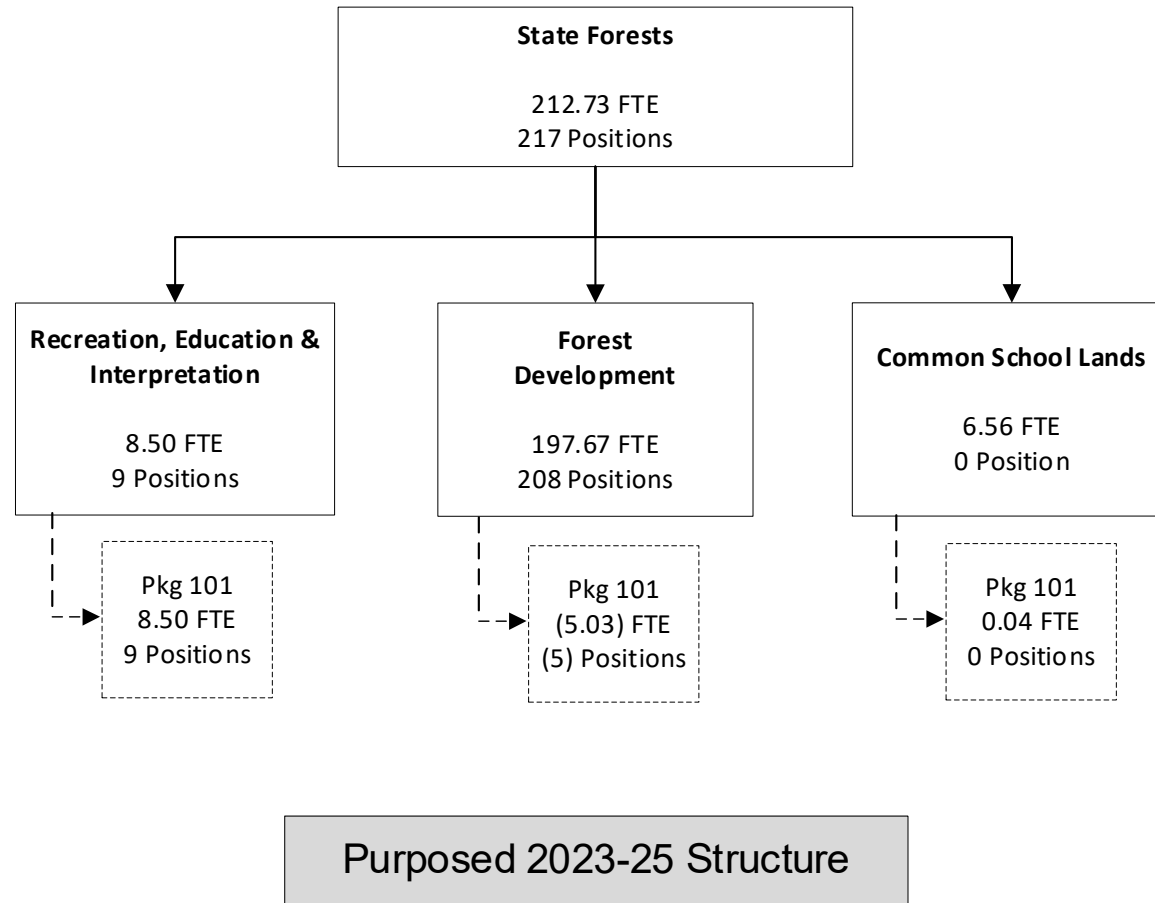 State Forests
212.73 FTE
217 Positions
Recreation, Education &
Interpretation
8.50 FTE
9 Positions
Forest
Development
197.67 FTE
208 Positions
Common School Lands
6.56 FTE
0 Position
Pkg 101
8.50 FTE
9 Positions
Pkg 101
(5.03) FTE
(5) Positions
Pkg 101
0.04 FTE
0 Positions
Purposed 2023-25 Structure